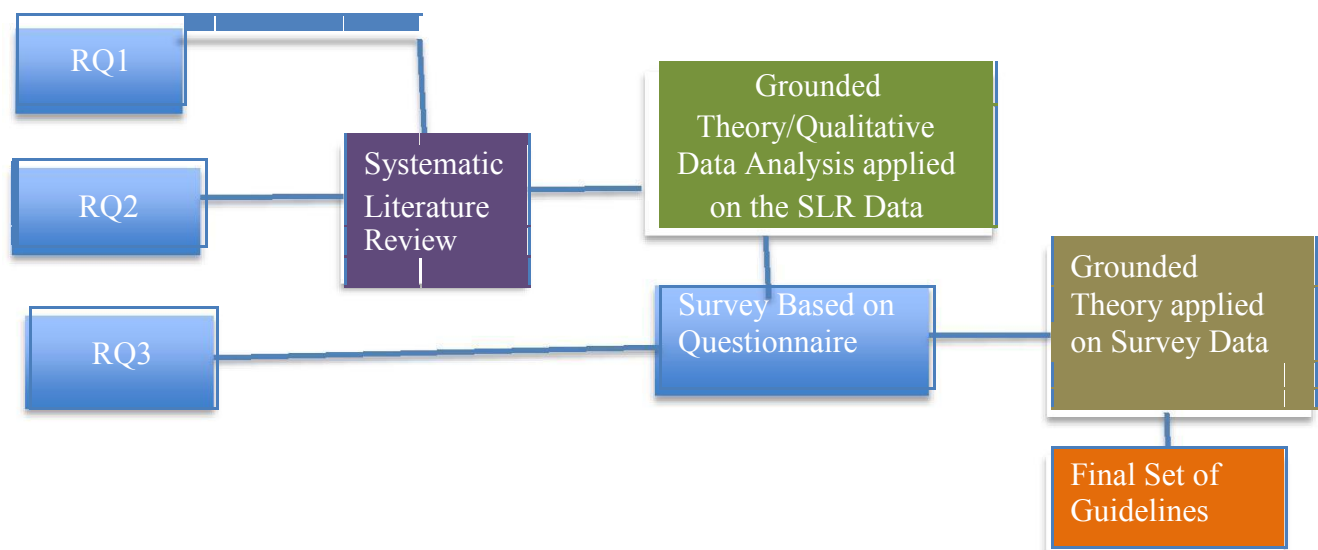 RQ1
RQ2
RQ3
Systematic
Literature
Review
Grounded
Theory/Qualitative
Data Analysis applied
on the SLR Data
Survey Based on
Questionnaire
Grounded
Theory applied
on Survey Data
Final Set of
Guidelines